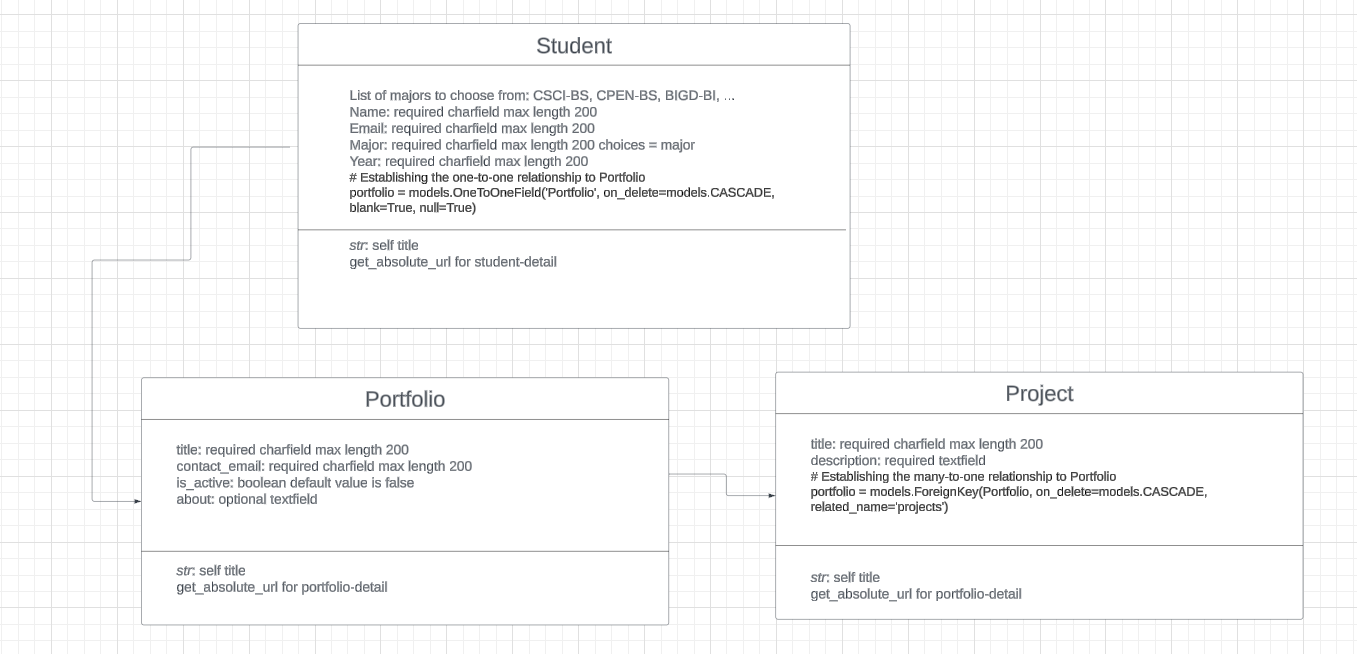 Student
List of majors to choose from: CSCI-BS, CPEN-BS, BIGD-BI, ...
Name: required charfield max length 200
Email: required charfield max length 200
Major: required charfield max length 200 choices = major
Year: required charfield max length 200
# Establishing the one-to-one relationship to Portfolio
portfolio = models.OneToOneField('Portfolio', on_delete=models.CASCADE,
blank=True, null=True)
str: self title
get_absolute_url for student-detail
Portfolio
title: required charfield max length 200
contact_email: required charfield max length 200
is_active: boolean default value is false
about: optional textfield
str: self title
get_absolute_url for portfolio-detail
Project
title: required charfield max length 200
description: required textfield
# Establishing the many-to-one relationship to Portfolio
portfolio = models.ForeignKey(Portfolio, on_delete=models.CASCADE,
related_name='projects')
str: self title
get_absolute_url for portfolio-detail